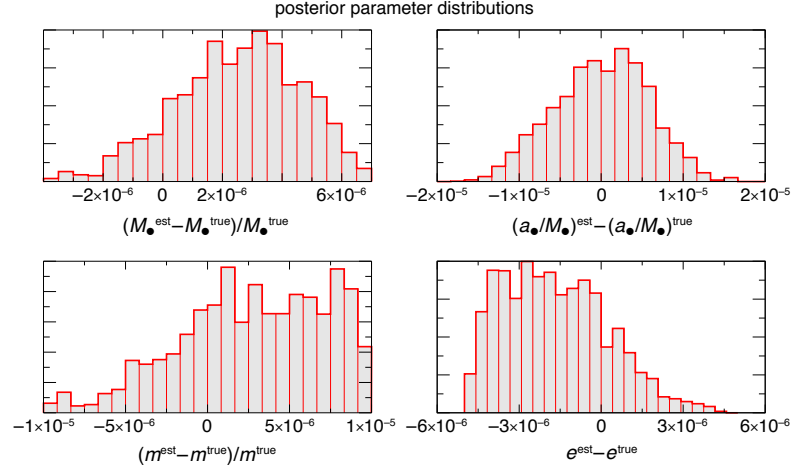 posterior parameter distributions
−2×10⁻⁶ 0 2×10⁻⁶ 6×10⁻⁶
(M●ᵉˢᵗ−M●ᵗʳᵘᵉ)/M●ᵗʳᵘᵉ
−2×10⁻⁵ −1×10⁻⁵ 0 1×10⁻⁵ 2×10⁻⁵
(a●/M●)ᵉˢᵗ−(a●/M●)ᵗʳᵘᵉ
−1×10⁻⁵ −5×10⁻⁶ 0 5×10⁻⁶ 1×10⁻⁵
(mᵉˢᵗ−mᵗʳᵘᵉ)/mᵗʳᵘᵉ
−6×10⁻⁶ −3×10⁻⁶ 0 3×10⁻⁶ 6×10⁻⁶
eᵉˢᵗ−eᵗʳᵘᵉ